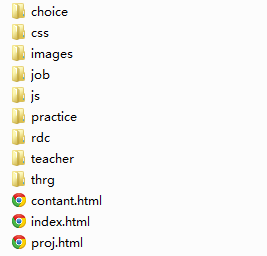 choice
css
images
job
js
practice
rdc
teacher
thrg
contant.html
index.html
proj.html